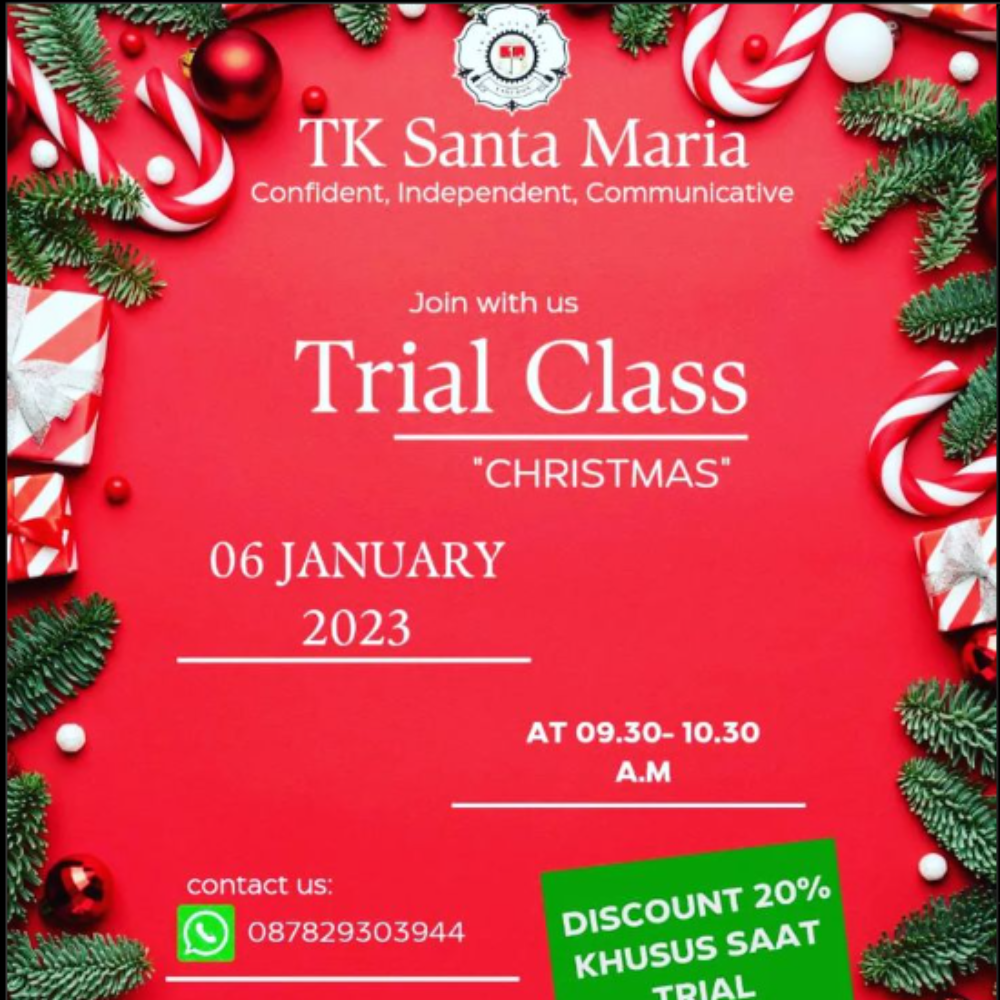 TK Santa Maria
Confident, Independent, Communicative
Join with us
Trial Class
"CHRISTMAS"
06 JANUARY
2023
AT 09.30- 10.30
A.M
contact us:
087829303944
DISCOUNT 20%
KHUSUS SAAT
TRIAL